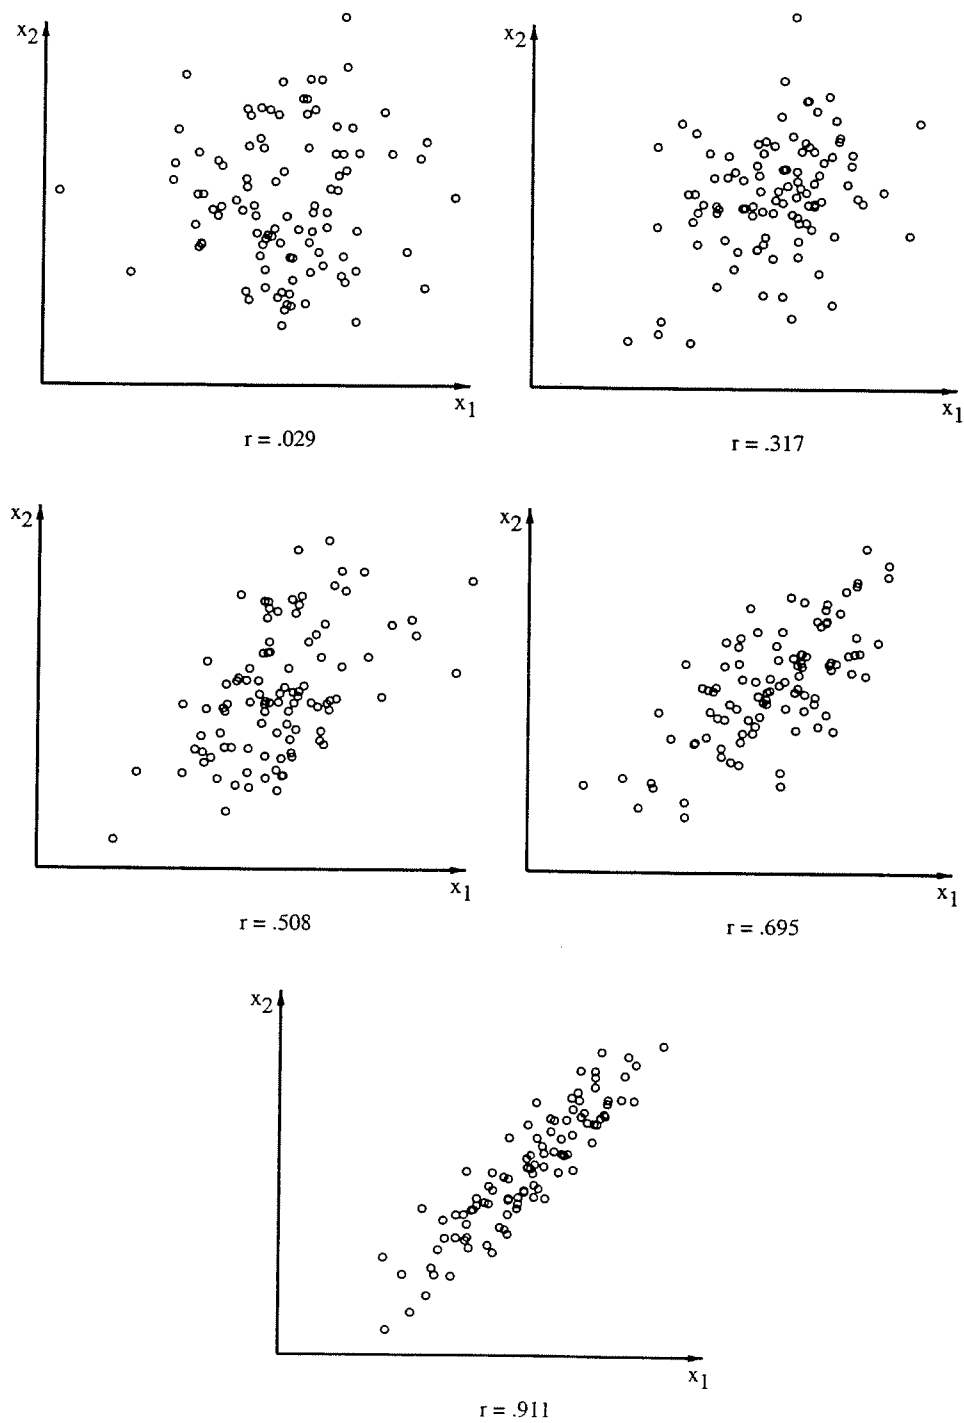 x2
x2
x1
x1
r = .029
r = .317
x2
x2
x1
x1
r = .508
r = .695
x2
x1
r = .911